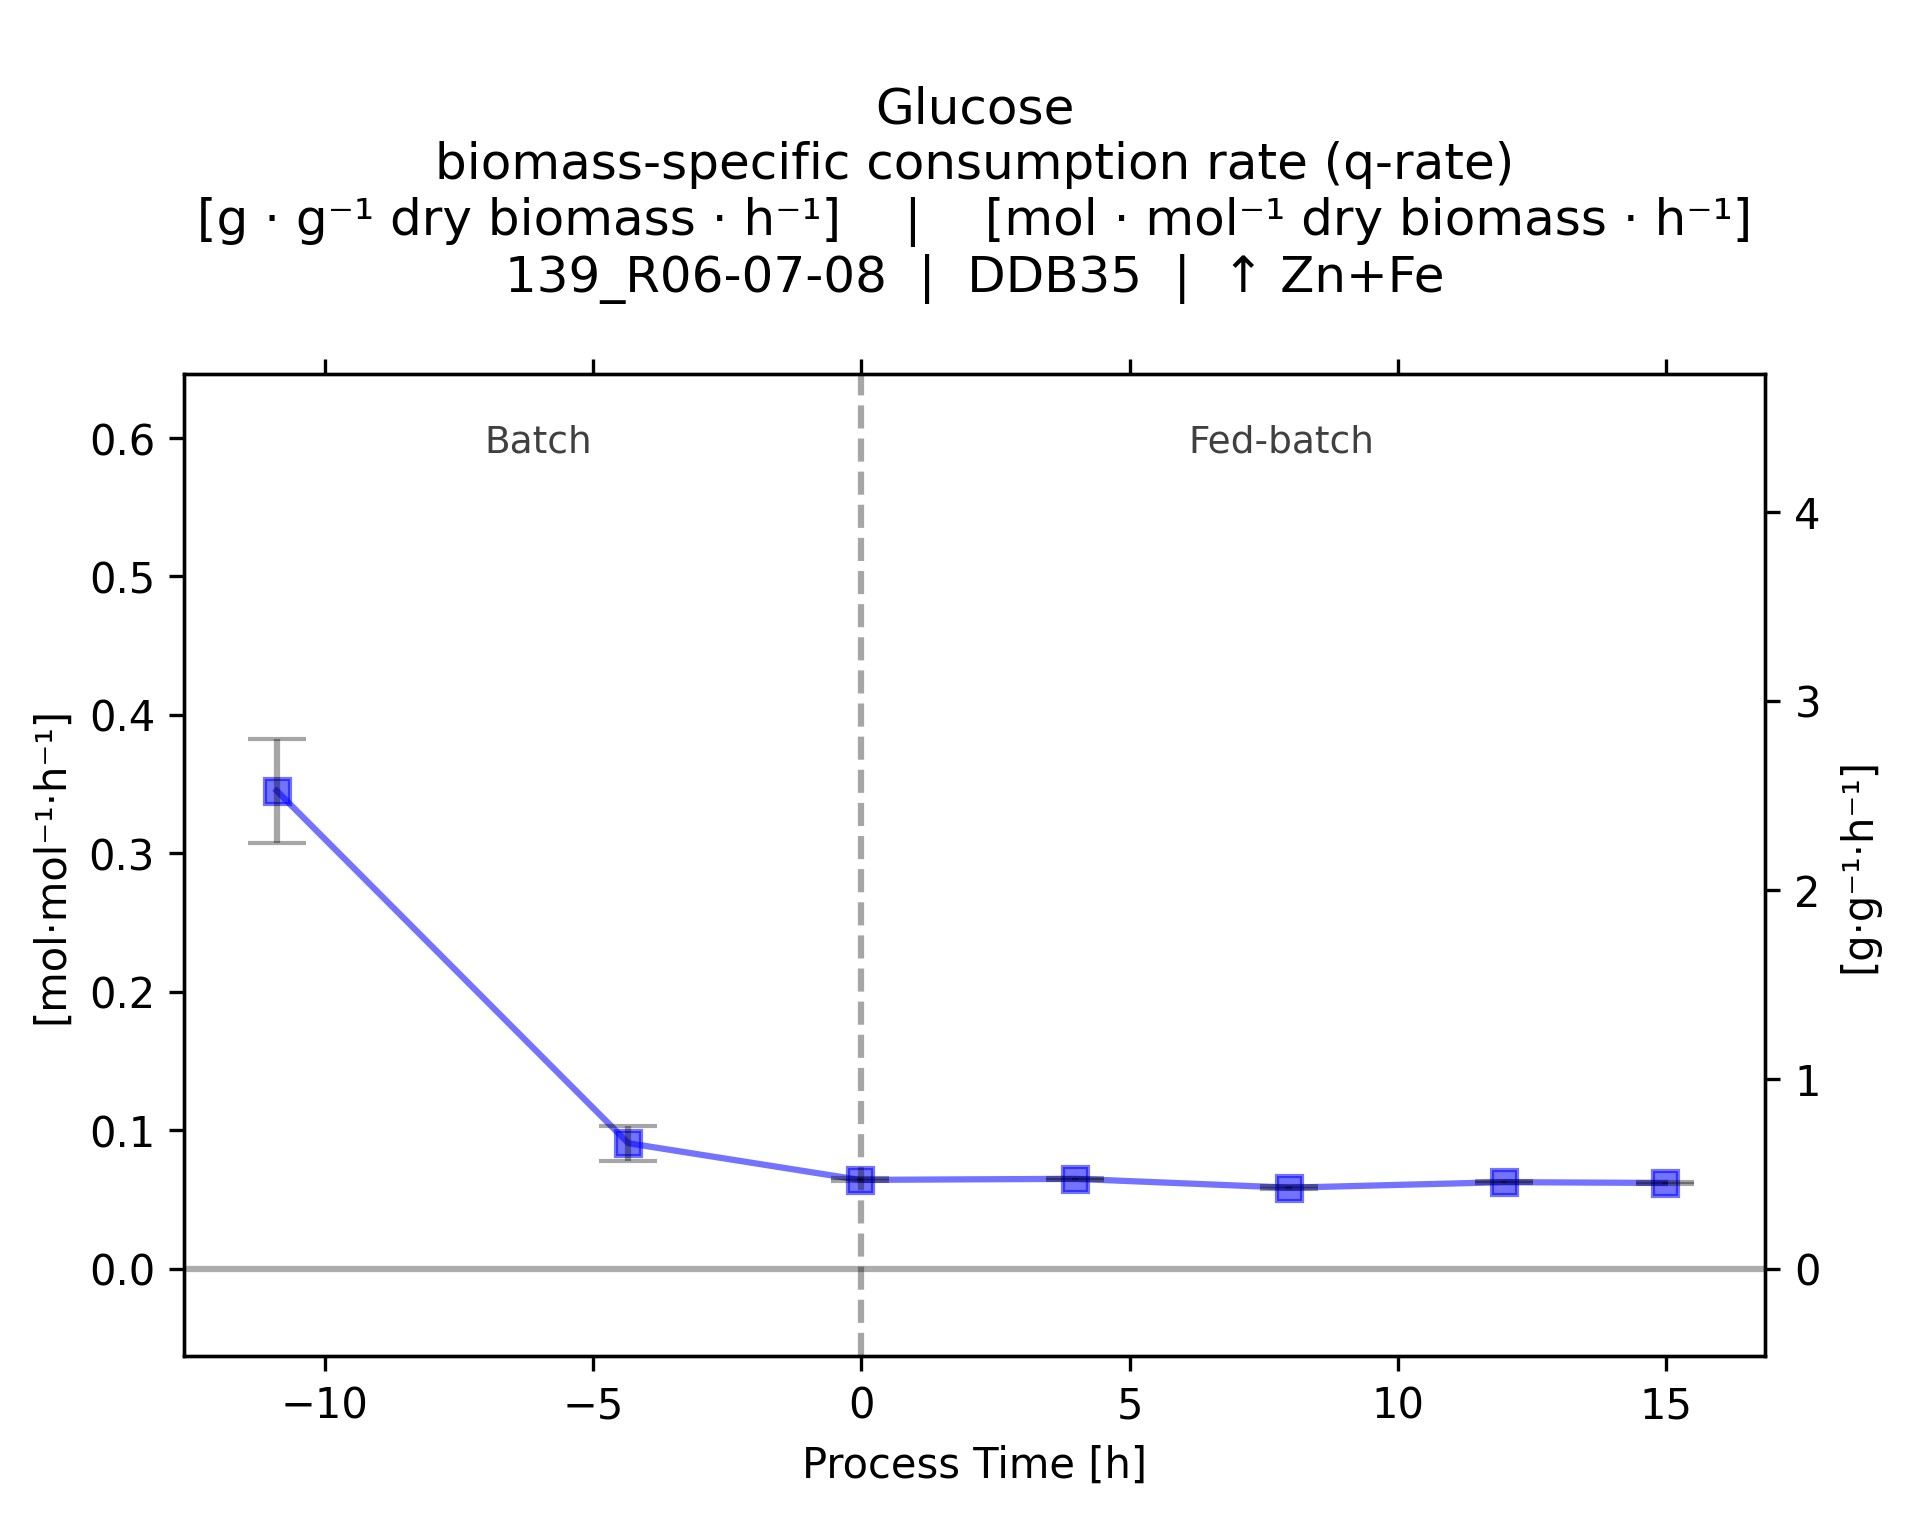 Glucose
biomass-specific consumption rate (q-rate)
[g · g⁻¹ dry biomass · h⁻¹] | [mol · mol⁻¹ dry biomass · h⁻¹]
139_R06-07-08 | DDB35 | ↑ Zn+Fe
Batch
Fed-batch
0.6
0.5
0.4
0.3
0.2
0.1
0.0
[mol·mol⁻¹·h⁻¹]
4
3
2
1
0
[g·g⁻¹·h⁻¹]
−10 −5 0 5 10 15
Process Time [h]